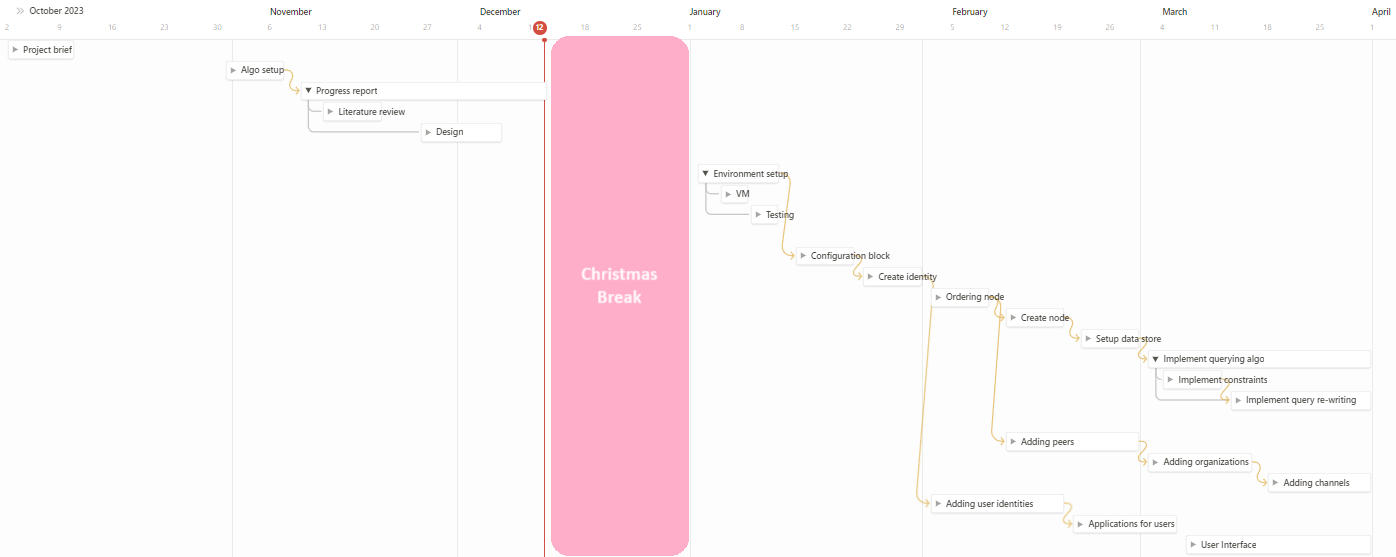 October 2023 November December January February March April
2 9 16 23 6 13 20 4 12 18 25 1 8 15 22 29 5 12 19 26 4 11 18 25 1
Project brief
Algo setup
Progress report
Literature review
Design
Environment setup
VM
Testing
Configuration block
Christmas
Break
Create identity
Ordering node
Create node
Setup data store
Implement querying algo
Implement constraints
Implement query re-writing
Adding peers
Adding organizations
Adding channels
Adding user identities
Applications for users
User Interface